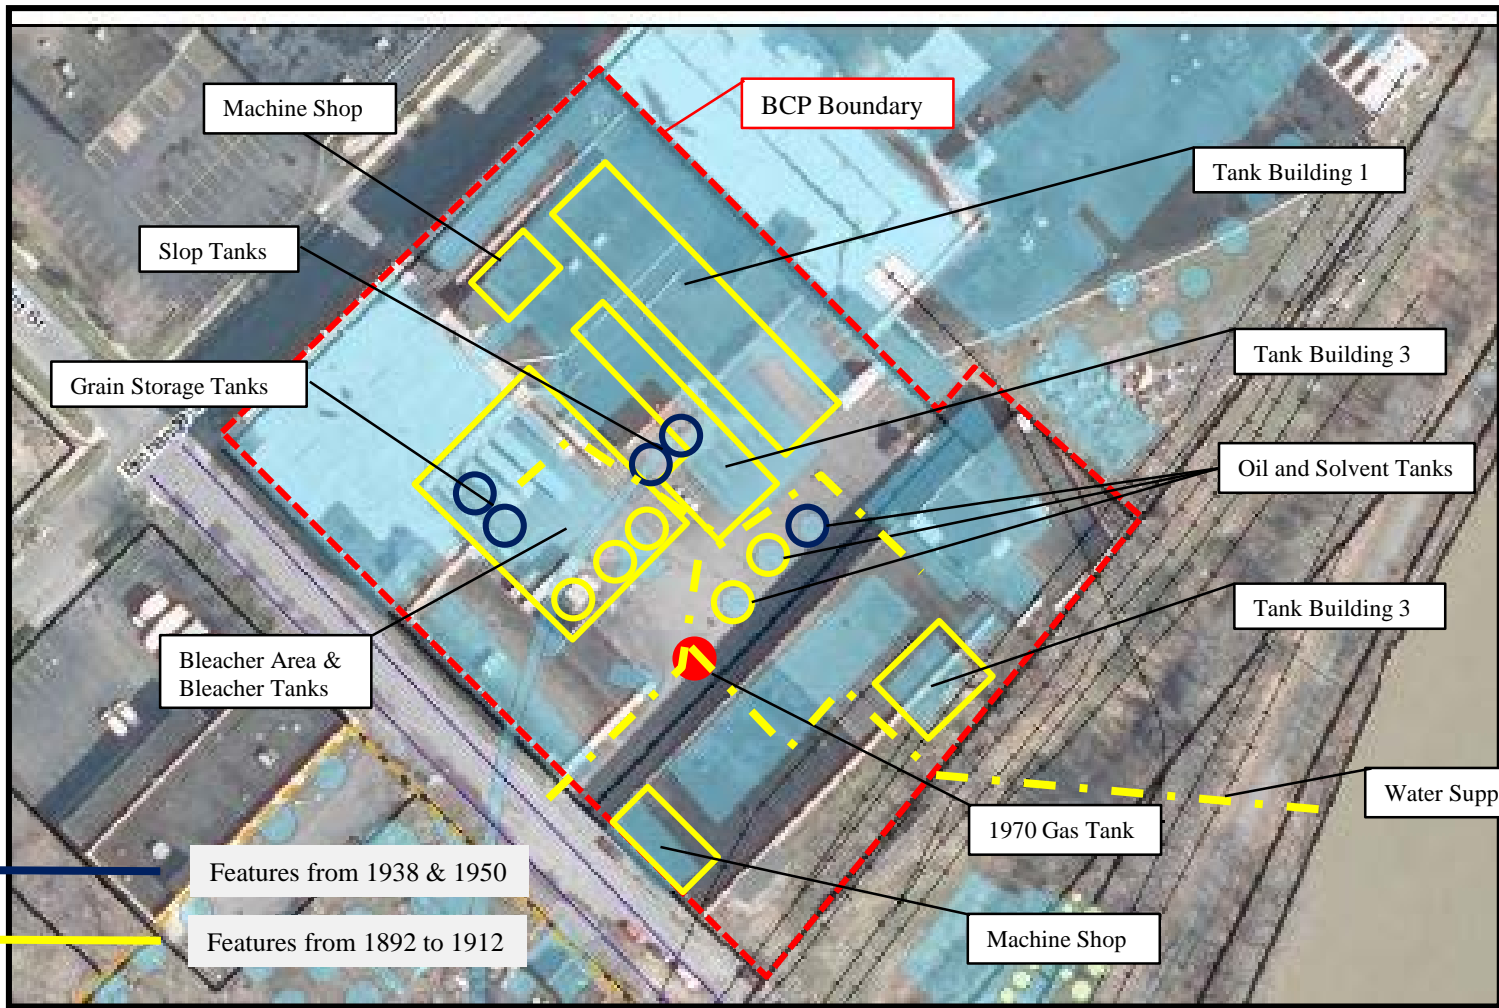 Machine Shop
BCP Boundary
Tank Building 1
Slop Tanks
Tank Building 3
Grain Storage Tanks
Oil and Solvent Tanks
Tank Building 3
Bleacher Area &
Bleacher Tanks
Water Supp
1970 Gas Tank
Features from 1938 & 1950
Machine Shop
Features from 1892 to 1912